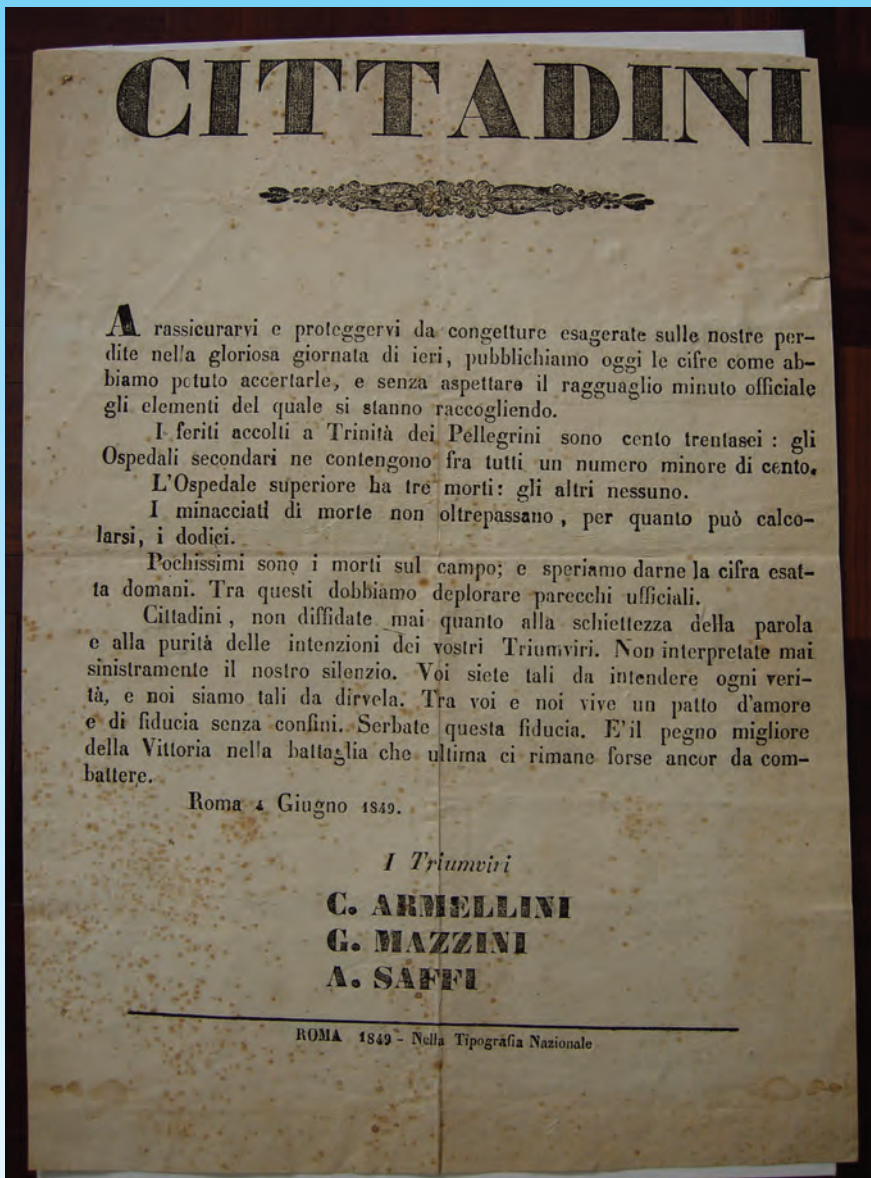 CITTADINI
A rassicurarvi e proteggervi da congetture esagerate sulle nostre per-
dite nella gloriosa giornata di ieri, pubblichiamo oggi le cifre come ab-
biamo potuto accertarle, e senza aspettare il ragguaglio minuto officiale
gli elementi del quale si stanno raccogliendo.
I feriti accolti a Trinità dei Pellegrini sono cento trentasei : gli
Ospedali secondari ne contengono fra tutti un numero minore di cento.
L'Ospedale superiore ha tre morti: gli altri nessuno.
I minacciati di morte non oltrepassano , per quanto può calco-
larsi, i dodici.
Pochissimi sono i morti sul campo; e speriamo darne la cifra esat-
ta domani. Tra questi dobbiamo deplorare parecchi ufficiali.
Cittadini , non diffidate mai quanto alla schiettezza della parola
e alla purità delle intenzioni dei vostri Triumviri. Non interpretate mai
sinistramente il nostro silenzio. Voi siete tali da intendere ogni veri-
tà, e noi siamo tali da dirvela. Tra voi e noi vive un patto d'amore
e di fiducia senza confini. Serbate questa fiducia. E'il pegno migliore
della Vittoria nella battaglia che ultima ci rimane forse ancor da com-
battere.
Roma 4 Giugno 1849.
I Triumviri
C. ARMELLINI
G. MAZZINI
A. SAFFI
ROMA 1849 - Nella Tipografia Nazionale